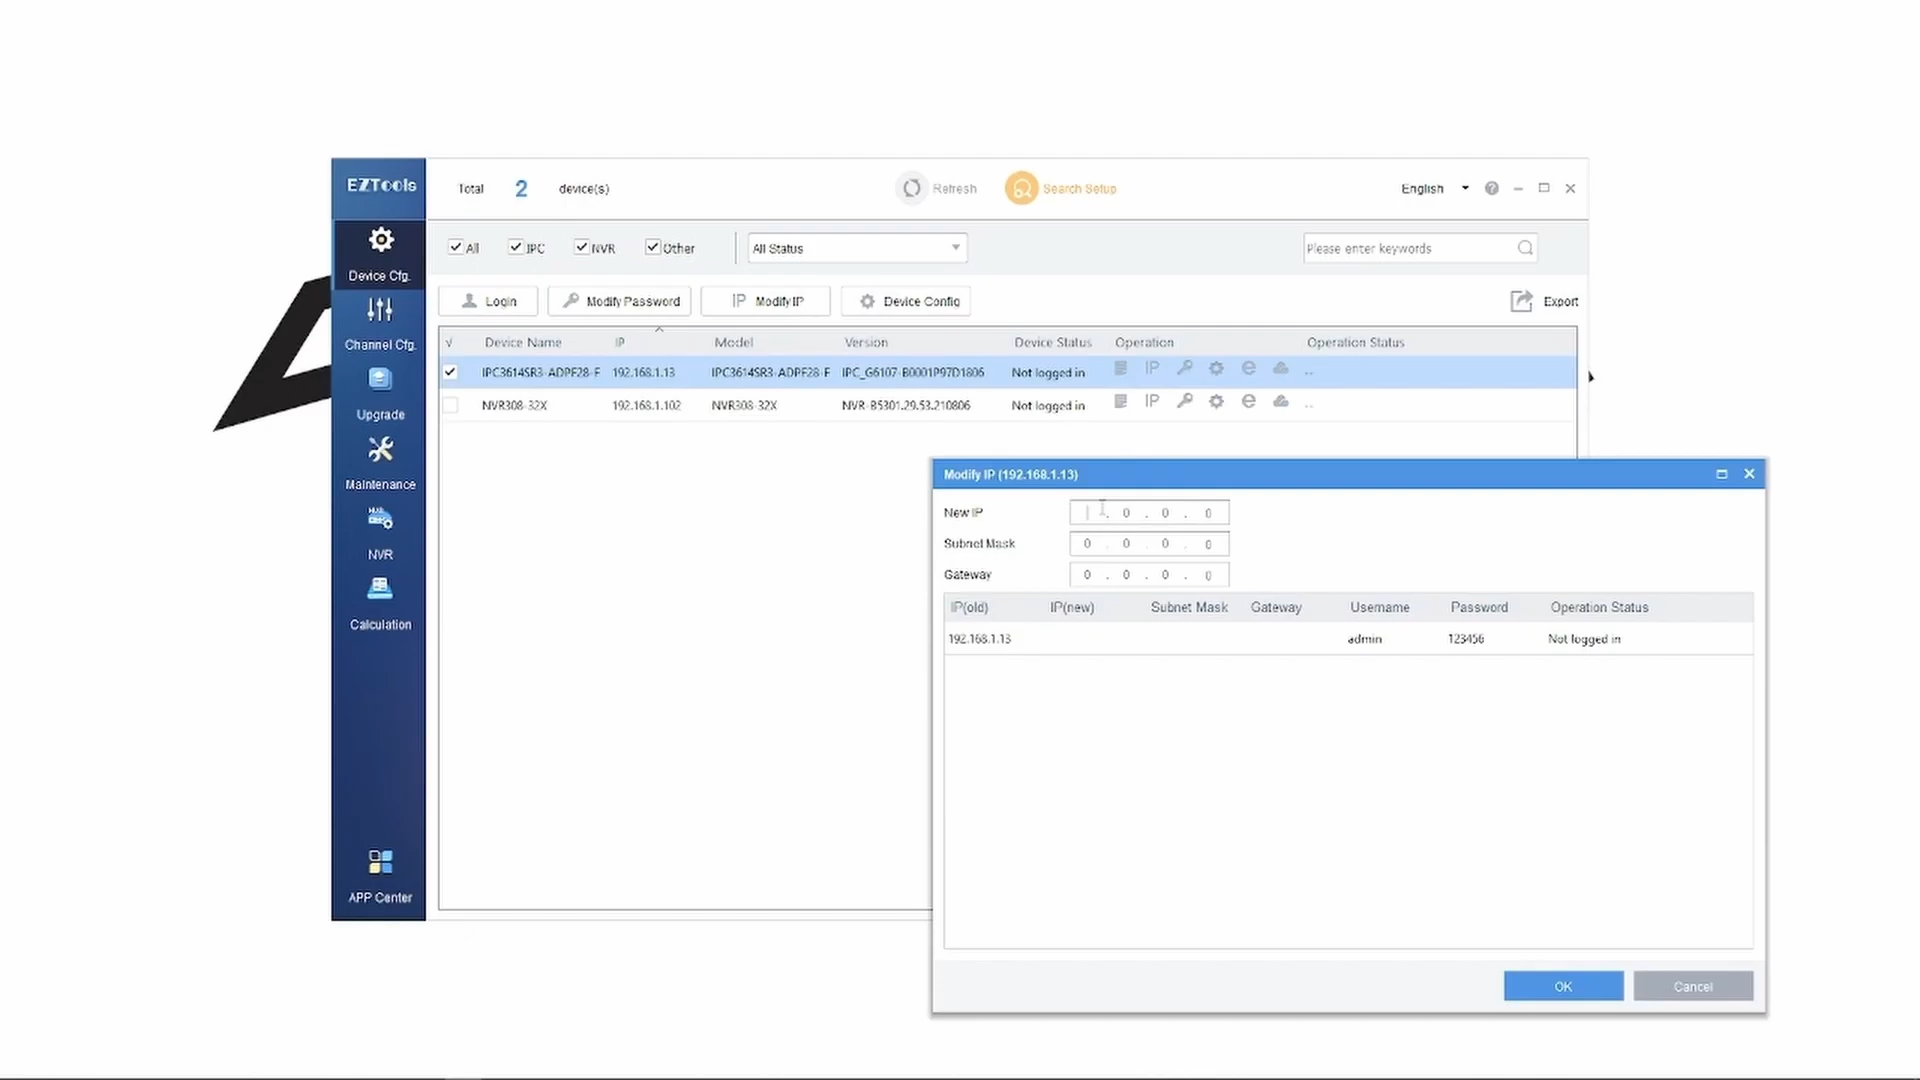 EZTools
Total 2 device(s)
Refresh
Search Setup
English
Device Cfg.
Channel Cfg.
Upgrade
Maintenance
NVR
Calculation
APP Center
All IPC NVR Other
All Status
Please enter keywords
Login
Modify Password
IP Modify IP
Device Config
Export
√ Device Name IP Model Version Device Status Operation Operation Status
IPC3614SR3-ADPF28-F 192.168.1.13 IPC3614SR3-ADPF28-F IPC_G6107-B0001P97D1806 Not logged in IP --
NVR308-32X 192.168.1.102 NVR308-32X NVR-B5301.29.53.210806 Not logged in IP --
Modify IP (192.168.1.13)
New IP . 0 . 0 . 0
Subnet Mask 0 . 0 . 0 . 0
Gateway 0 . 0 . 0 . 0
IP(old) IP(new) Subnet Mask Gateway Username Password Operation Status
192.168.1.13 admin 123456 Not logged in
OK
Cancel